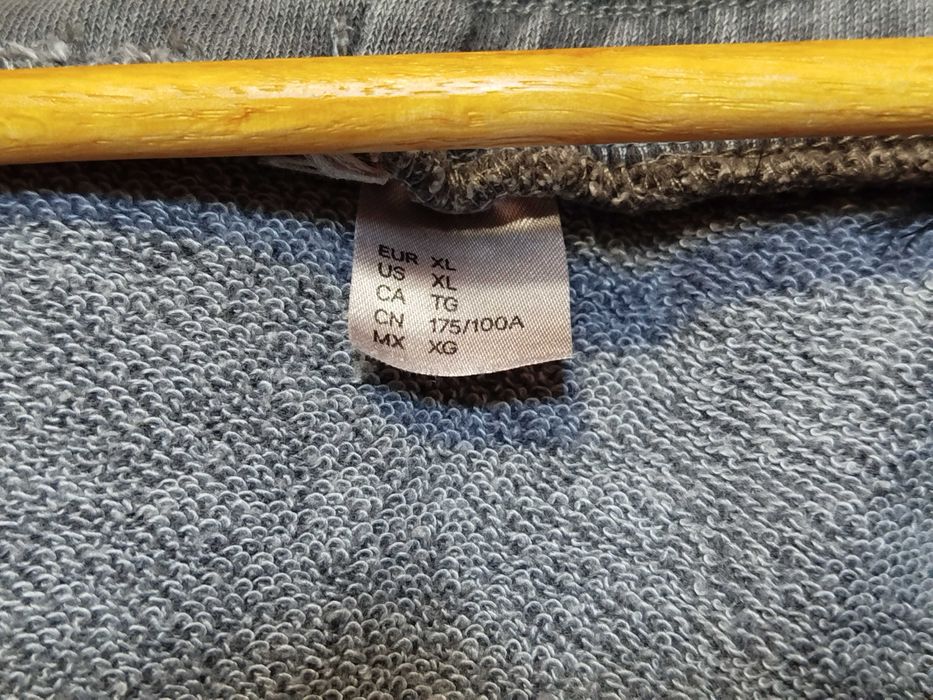 EUR XL
US XL
CA TG
CN 175/100A
MX XG